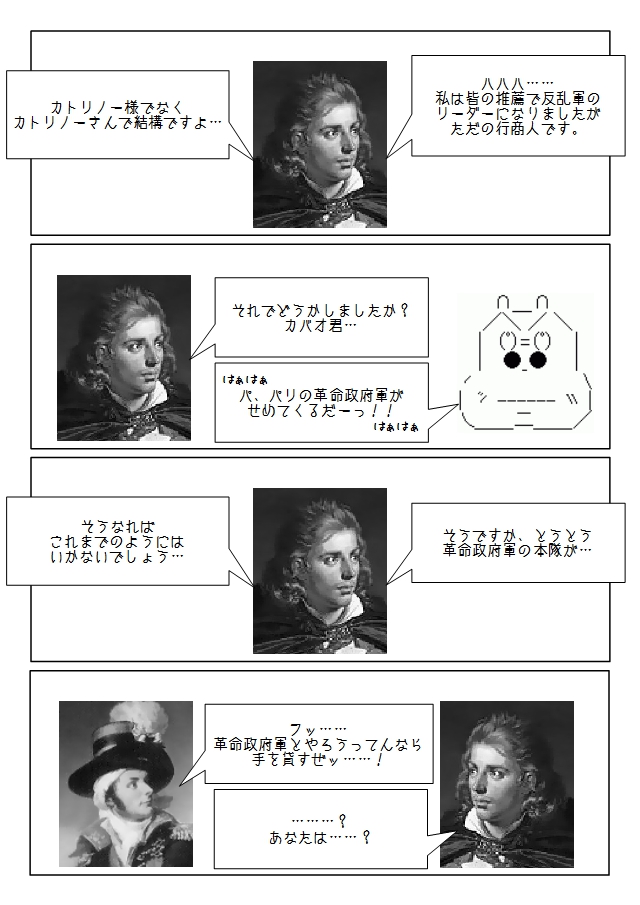 ハハハ……
私は皆の推薦で反乱軍の
リーダーになりましたが
ただの行商人です。
カトリノー様でなく
カトリノーさんで結構ですよ…
それでどうかしましたか？
カバオ君…
はぁはぁ
パ、パリの革命政府軍が
せめてくるだーっ！！
はぁはぁ
そうですか、とうとう
革命政府軍の本隊が…
そうなれば
これまでのようには
いかないでしょう…
フッ……
革命政府軍とやろうってんなら
手を貸すぜッ……！
………？
あなたは……？